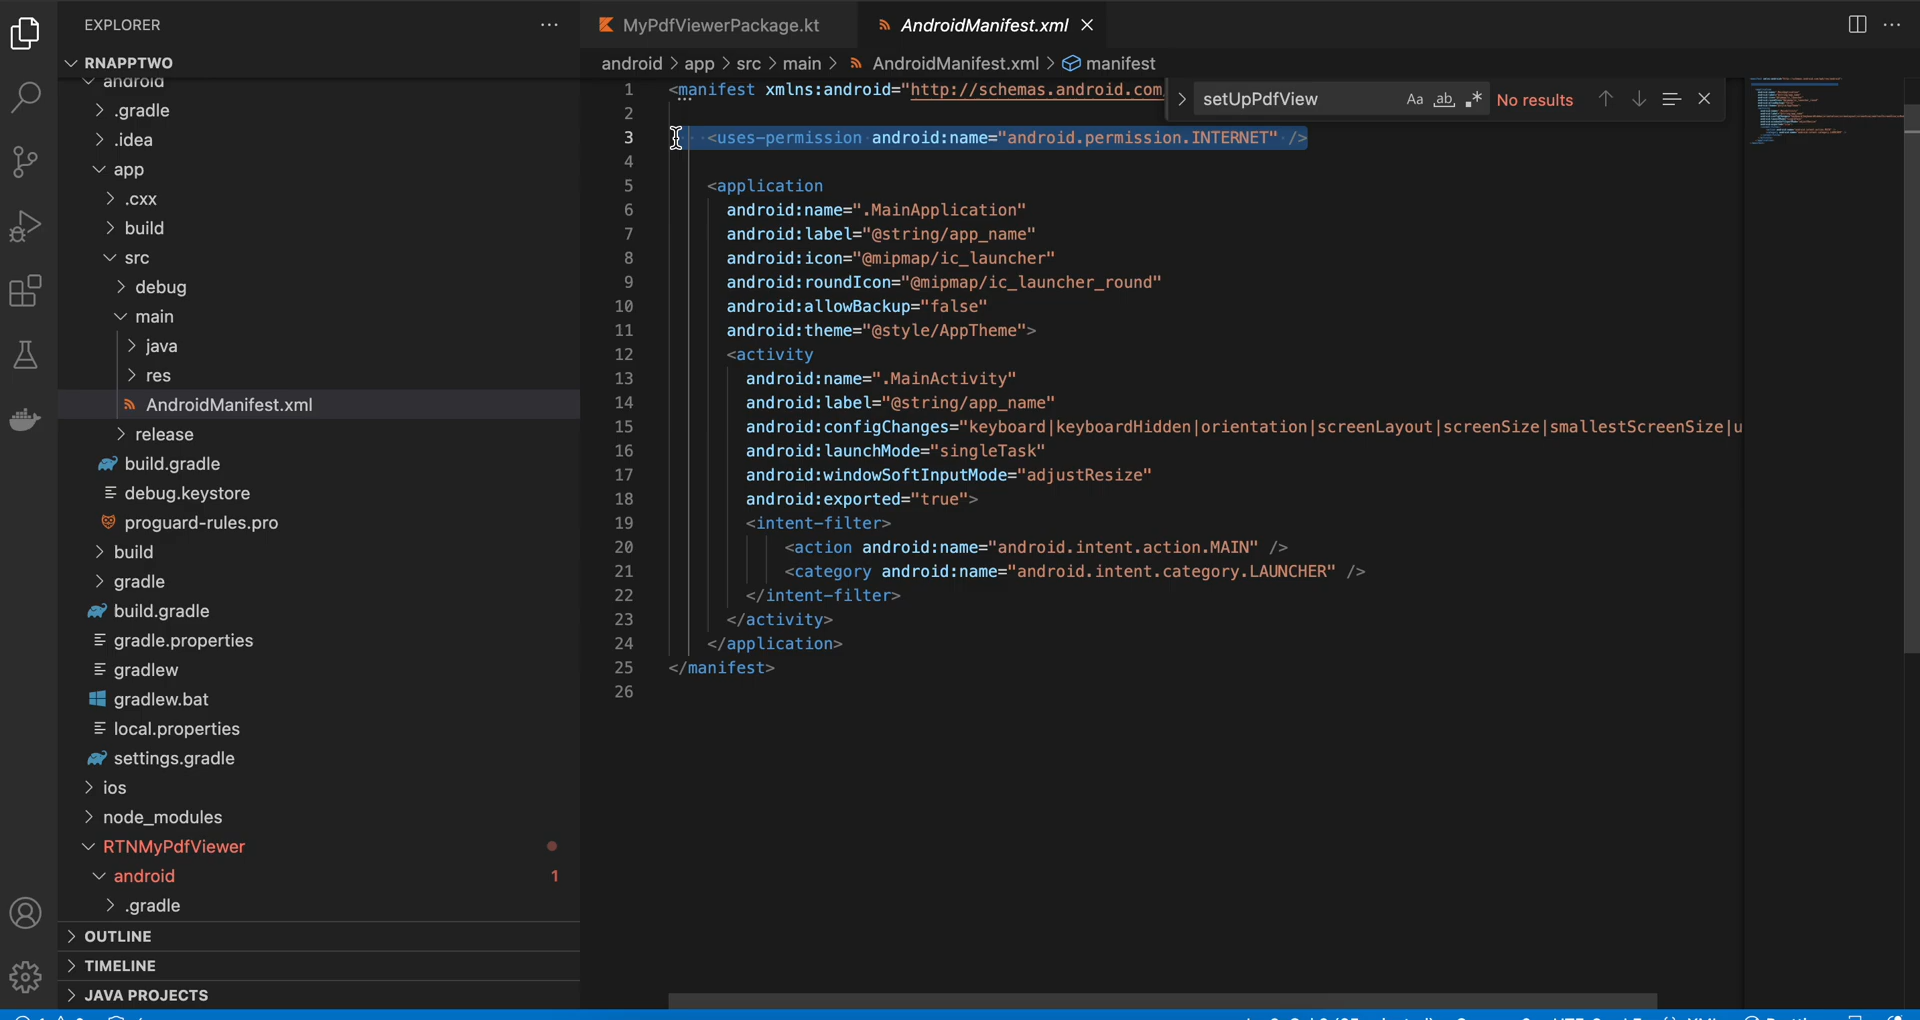 EXPLORER
RNAPPTWO
android
.gradle
.idea
app
.cxx
build
src
debug
main
java
res
AndroidManifest.xml
release
build.gradle
debug.keystore
proguard-rules.pro
build
gradle
build.gradle
gradle.properties
gradlew
gradlew.bat
local.properties
settings.gradle
ios
node_modules
RTNMyPdfViewer
android 1
.gradle
OUTLINE
TIMELINE
JAVA PROJECTS
MyPdfViewerPackage.kt
AndroidManifest.xml
android > app > src > main > AndroidManifest.xml > manifest
setUpPdfView Aa ab No results
1 <manifest xmlns:android="http://schemas.android.com
2
3 <uses-permission android:name="android.permission.INTERNET" />
4
5 <application
6 android:name=".MainApplication"
7 android:label="@string/app_name"
8 android:icon="@mipmap/ic_launcher"
9 android:roundIcon="@mipmap/ic_launcher_round"
10 android:allowBackup="false"
11 android:theme="@style/AppTheme">
12 <activity
13 android:name=".MainActivity"
14 android:label="@string/app_name"
15 android:configChanges="keyboard|keyboardHidden|orientation|screenLayout|screenSize|smallestScreenSize|u
16 android:launchMode="singleTask"
17 android:windowSoftInputMode="adjustResize"
18 android:exported="true">
19 <intent-filter>
20 <action android:name="android.intent.action.MAIN" />
21 <category android:name="android.intent.category.LAUNCHER" />
22 </intent-filter>
23 </activity>
24 </application>
25 </manifest>
26